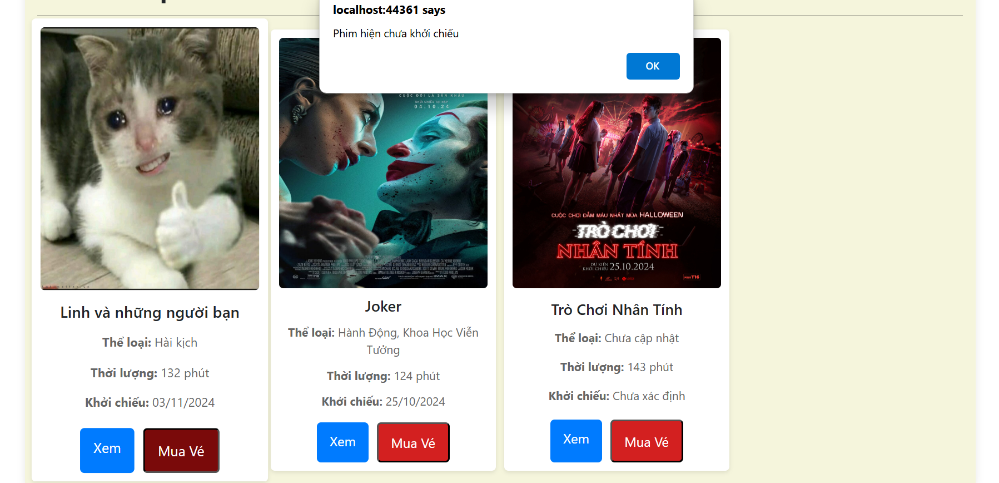 localhost:44361 says
Phim hiện chưa khởi chiếu
OK
Linh và những người bạn
Thể loại: Hài kịch
Thời lượng: 132 phút
Khởi chiếu: 03/11/2024
Xem
Mua Vé
CUỘC ĐỜI LÀ SÂN KHẤU
KHỞI CHIẾU TẠI RẠP
04.10.24
IMAX
Joker
Thể loại: Hành Động, Khoa Học Viễn
Tưởng
Thời lượng: 124 phút
Khởi chiếu: 25/10/2024
Xem
Mua Vé
CUỘC CHƠI ĐẪM MÁU NHẤT MÙA HALLOWEEN
TRÒ CHƠI
NHÂN TÍNH
DỰ KIẾN
KHỞI CHIẾU 25.10.2024
T16
Trò Chơi Nhân Tính
Thể loại: Chưa cập nhật
Thời lượng: 143 phút
Khởi chiếu: Chưa xác định
Xem
Mua Vé